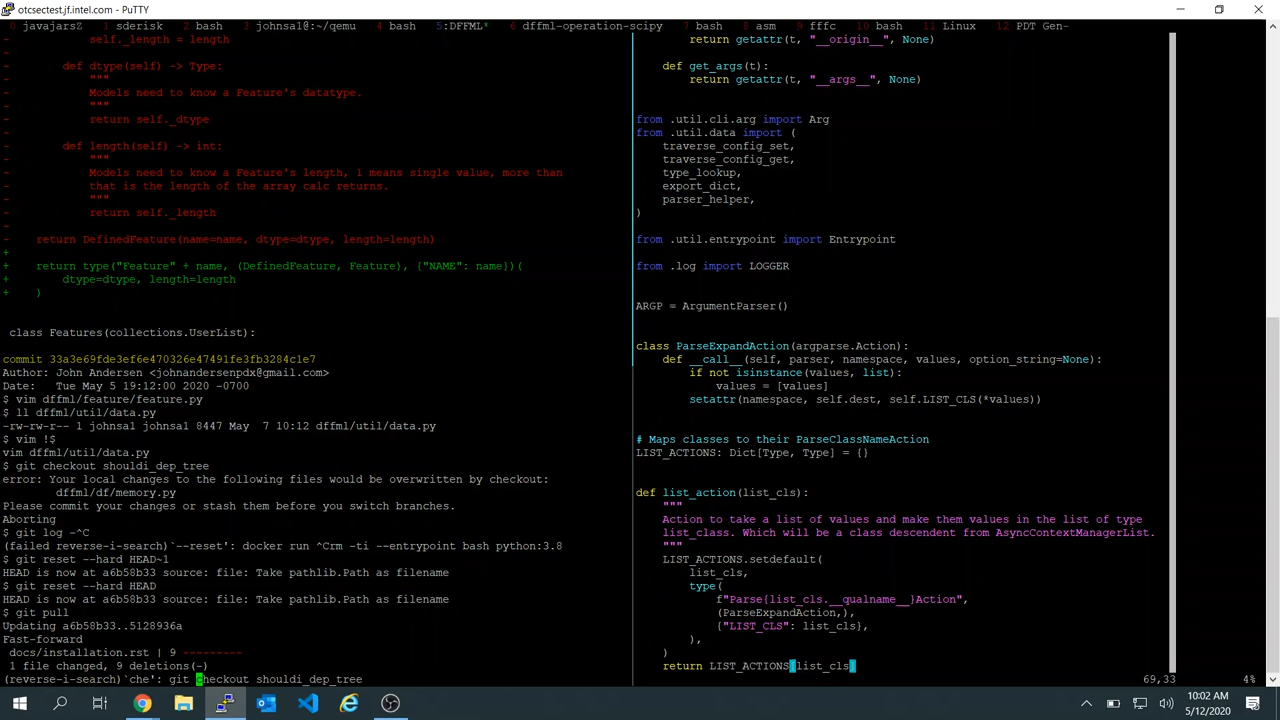 otcsectest.jf.intel.com - PuTTY
0 javajarsZ 1 sderisk 2 bash 3 johnsa1@:~/qemu 4 bash 5:DFFML* 6 dffml-operation-scipy 7 bash 8 asm 9 fffc 10 bash 11 Linux 12 PDT Gen-
- self._length = length
-
- def dtype(self) -> Type:
- """
- Models need to know a Feature's datatype.
- """
- return self._dtype
-
- def length(self) -> int:
- """
- Models need to know a Feature's length, 1 means single value, more than
- that is the length of the array calc returns.
- """
- return self._length
-
- return DefinedFeature(name=name, dtype=dtype, length=length)
+
+ return type("Feature" + name, (DefinedFeature, Feature), {"NAME": name})(
+ dtype=dtype, length=length
+ )
class Features(collections.UserList):
commit 33a3e69fde3ef6e470326e47491fe3fb3284c1e7
Author: John Andersen <johnandersenpdx@gmail.com>
Date: Tue May 5 19:12:00 2020 -0700
$ vim dffml/feature/feature.py
$ ll dffml/util/data.py
-rw-rw-r-- 1 johnsa1 johnsa1 8447 May 7 10:12 dffml/util/data.py
$ vim !$
vim dffml/util/data.py
$ git checkout shouldi_dep_tree
error: Your local changes to the following files would be overwritten by checkout:
dffml/df/memory.py
Please commit your changes or stash them before you switch branches.
Aborting
$ git log -^C
(failed reverse-i-search)`--reset': docker run ^Crm -ti --entrypoint bash python:3.8
$ git reset --hard HEAD~1
HEAD is now at a6b58b33 source: file: Take pathlib.Path as filename
$ git reset --hard HEAD
HEAD is now at a6b58b33 source: file: Take pathlib.Path as filename
$ git pull
Updating a6b58b33..5128936a
Fast-forward
docs/installation.rst | 9 ---------
1 file changed, 9 deletions(-)
(reverse-i-search)`che': git checkout shouldi_dep_tree
return getattr(t, "__origin__", None)
def get_args(t):
return getattr(t, "__args__", None)
from .util.cli.arg import Arg
from .util.data import (
traverse_config_set,
traverse_config_get,
type_lookup,
export_dict,
parser_helper,
)
from .util.entrypoint import Entrypoint
from .log import LOGGER
ARGP = ArgumentParser()
class ParseExpandAction(argparse.Action):
def __call__(self, parser, namespace, values, option_string=None):
if not isinstance(values, list):
values = [values]
setattr(namespace, self.dest, self.LIST_CLS(*values))
# Maps classes to their ParseClassNameAction
LIST_ACTIONS: Dict[Type, Type] = {}
def list_action(list_cls):
"""
Action to take a list of values and make them values in the list of type
list_class. Which will be a class descendent from AsyncContextManagerList.
"""
LIST_ACTIONS.setdefault(
list_cls,
type(
f"Parse{list_cls.__qualname__}Action",
(ParseExpandAction,),
{"LIST_CLS": list_cls},
),
)
return LIST_ACTIONS[list_cls]
69,33 4%
10:02 AM
5/12/2020